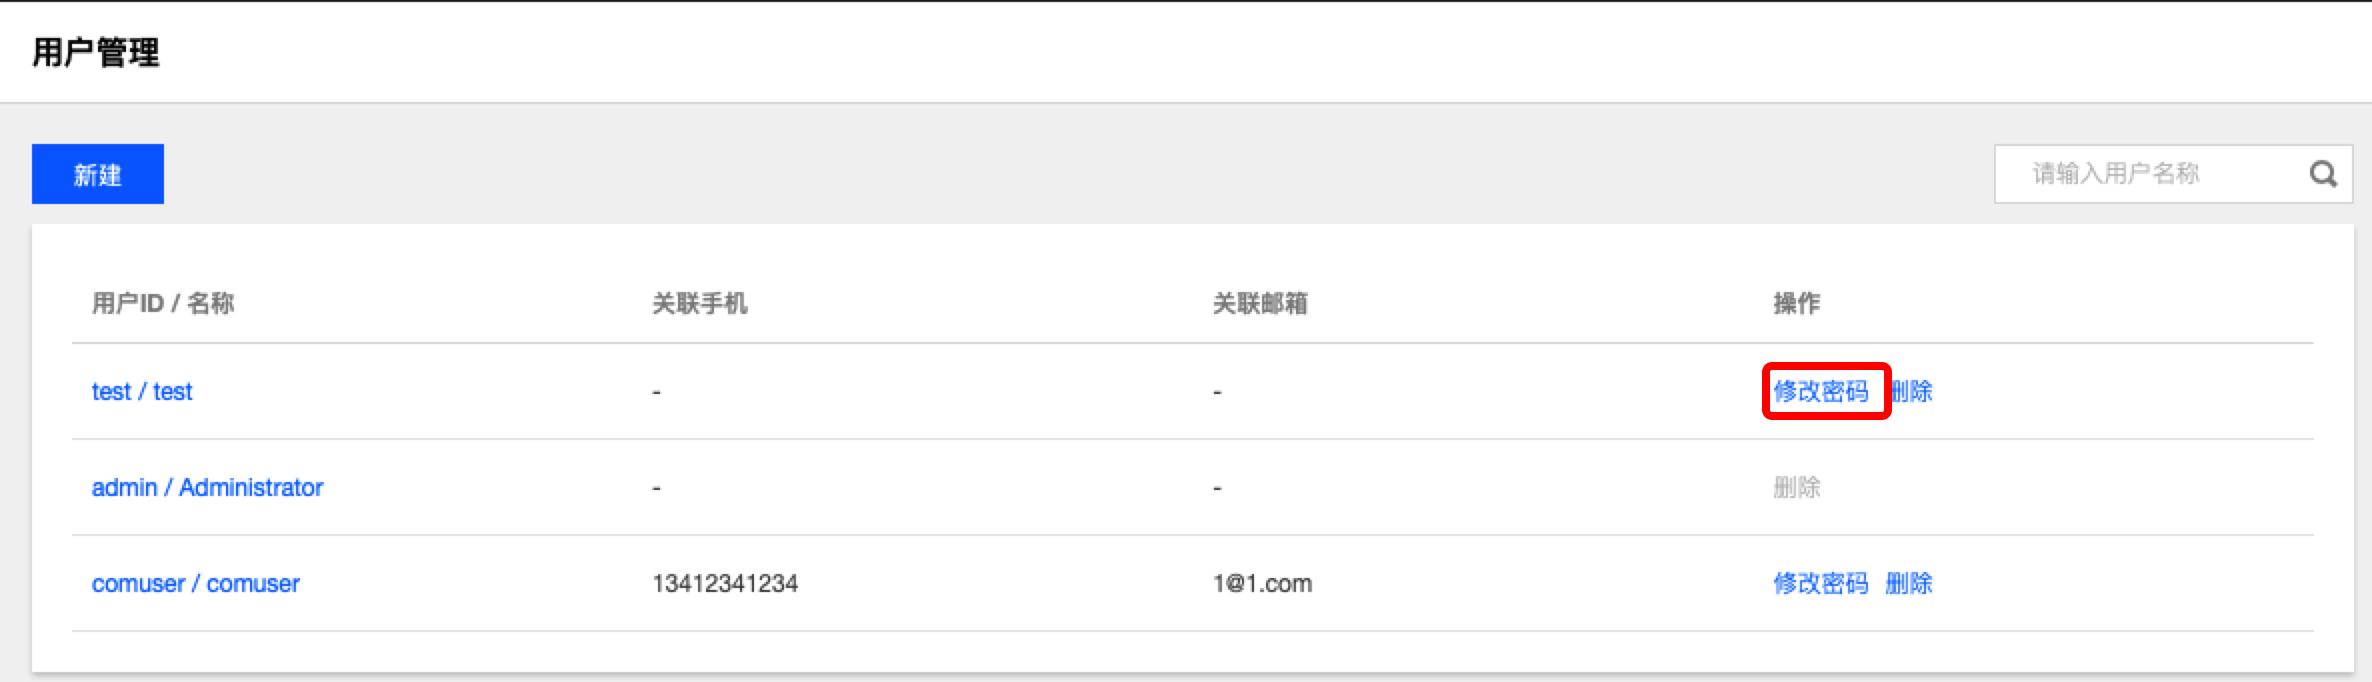 用户管理
新建
请输入用户名称
用户ID / 名称 关联手机 关联邮箱 操作
test / test - - 修改密码 删除
admin / Administrator - - 删除
comuser / comuser 13412341234 1@1.com 修改密码 删除